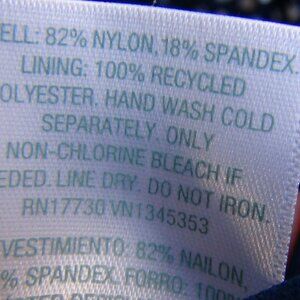 ELL: 82% NYLON, 18% SPANDEX.
LINING: 100% RECYCLED
OLYESTER. HAND WASH COLD
SEPARATELY. ONLY
NON-CHLORINE BLEACH IF
EDED. LINE DRY. DO NOT IRON.
RN17730 VN1345353
VESTIMIENTO: 82% NAILON,
% SPANDEX. FORRO: 100%